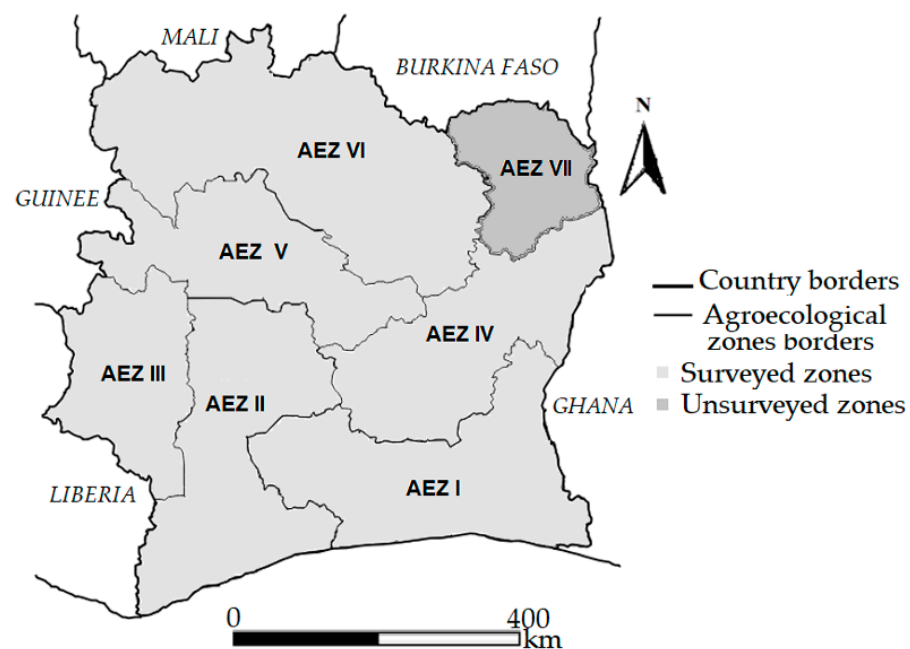 MALI
BURKINA FASO
N
AEZ VI
AEZ VII
GUINEE
AEZ V
Country borders
Agroecological
zones borders
AEZ IV
AEZ III
Surveyed zones
AEZ II
Unsurveyed zones
GHANA
AEZ I
LIBERIA
0 400
km